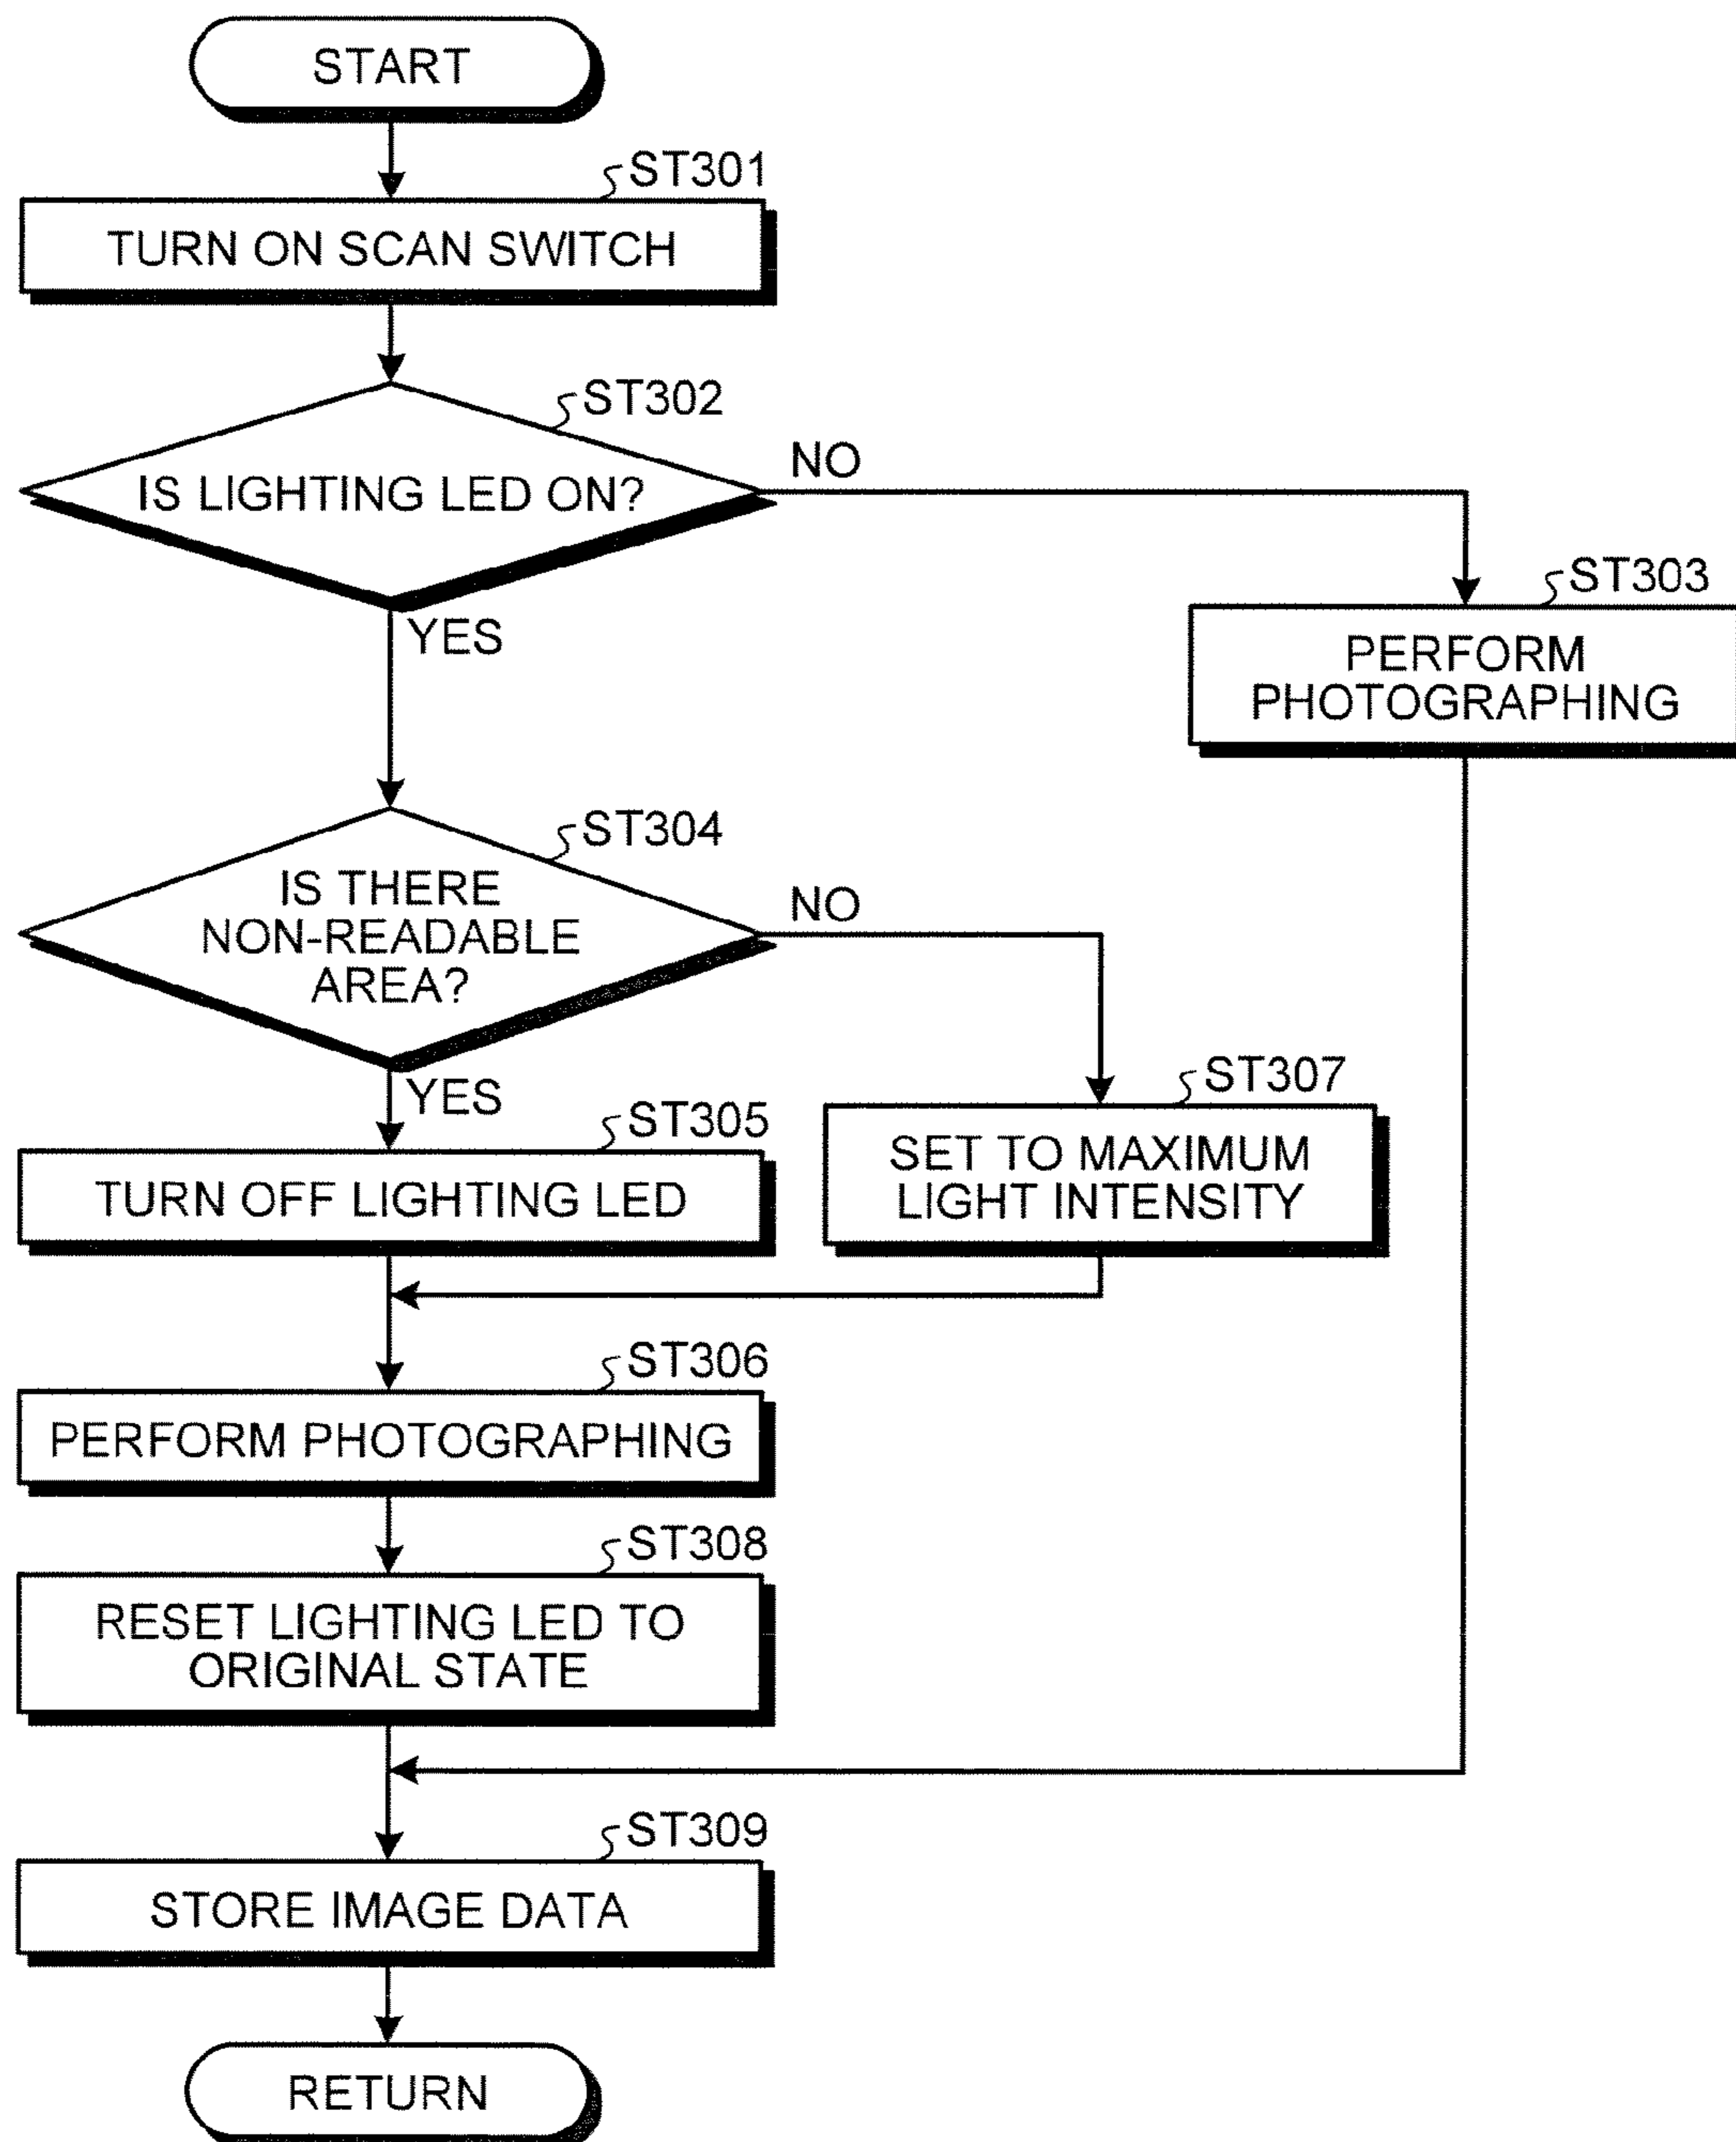 START
ST301
TURN ON SCAN SWITCH
ST302
IS LIGHTING LED ON?
NO
YES
ST303
PERFORM
PHOTOGRAPHING
ST304
IS THERE
NON-READABLE
AREA?
NO
YES
ST305
TURN OFF LIGHTING LED
ST307
SET TO MAXIMUM
LIGHT INTENSITY
ST306
PERFORM PHOTOGRAPHING
ST308
RESET LIGHTING LED TO
ORIGINAL STATE
ST309
STORE IMAGE DATA
RETURN